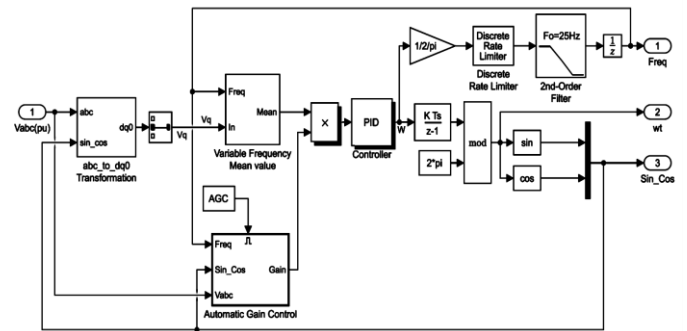 1
Vabc(pu)
abc
sin_cos
dq0
abc_to_dq0
Transformation
Vq
Vq
Freq
In
Mean
Variable Frequency
Mean value
AGC
Freq
Sin_Cos
Vabc
Gain
Automatic Gain Control
X
PID
Controller
W
1/2/pi
Discrete
Rate
Limiter
Discrete
Rate Limiter
Fo=25Hz
2nd-Order
Filter
1
z
1
Freq
K Ts
z-1
2*pi
mod
sin
cos
2
wt
3
Sin_Cos